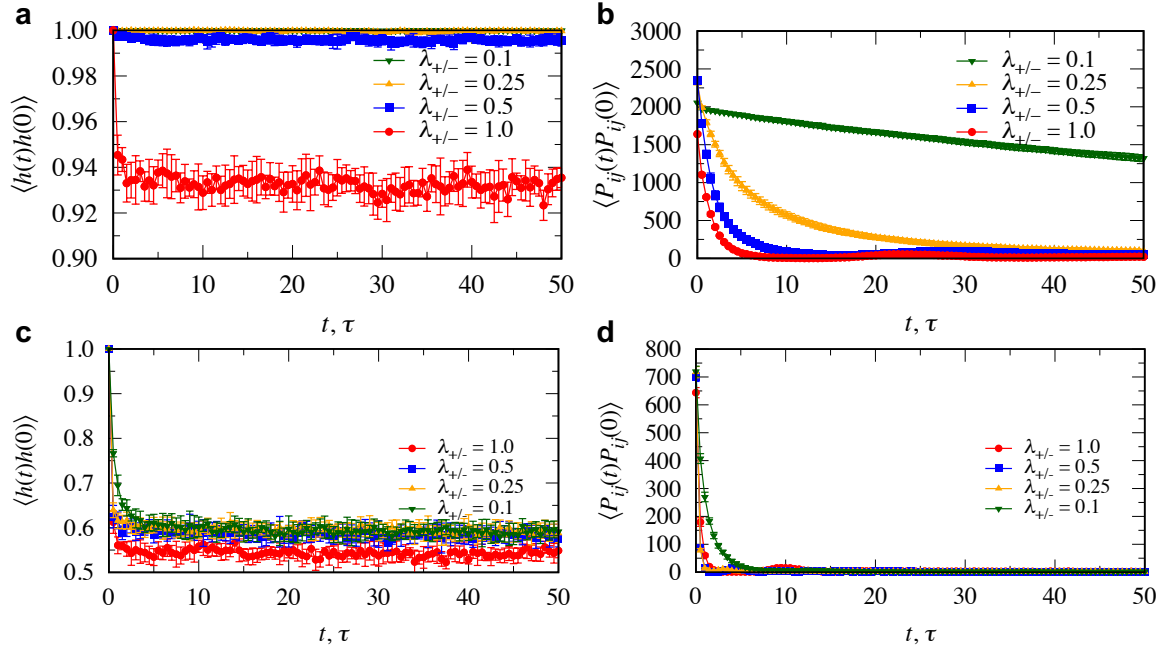 a
1.00
0.98
0.96
0.94
0.92
0.90
⟨h(t)h(0)⟩
λ+/− = 0.1
λ+/− = 0.25
λ+/− = 0.5
λ+/− = 1.0
0 10 20 30 40 50
t, τ
b
3000
2500
2000
1500
1000
500
0
⟨Pij(t)Pij(0)⟩
λ+/− = 0.1
λ+/− = 0.25
λ+/− = 0.5
λ+/− = 1.0
0 10 20 30 40 50
t, τ
c
1.0
0.9
0.8
0.7
0.6
0.5
⟨h(t)h(0)⟩
λ+/- = 1.0
λ+/- = 0.5
λ+/- = 0.25
λ+/- = 0.1
0 10 20 30 40 50
t, τ
d
800
700
600
500
400
300
200
100
0
⟨Pij(t)Pij(0)⟩
λ+/- = 1.0
λ+/- = 0.5
λ+/- = 0.25
λ+/- = 0.1
0 10 20 30 40 50
t, τ